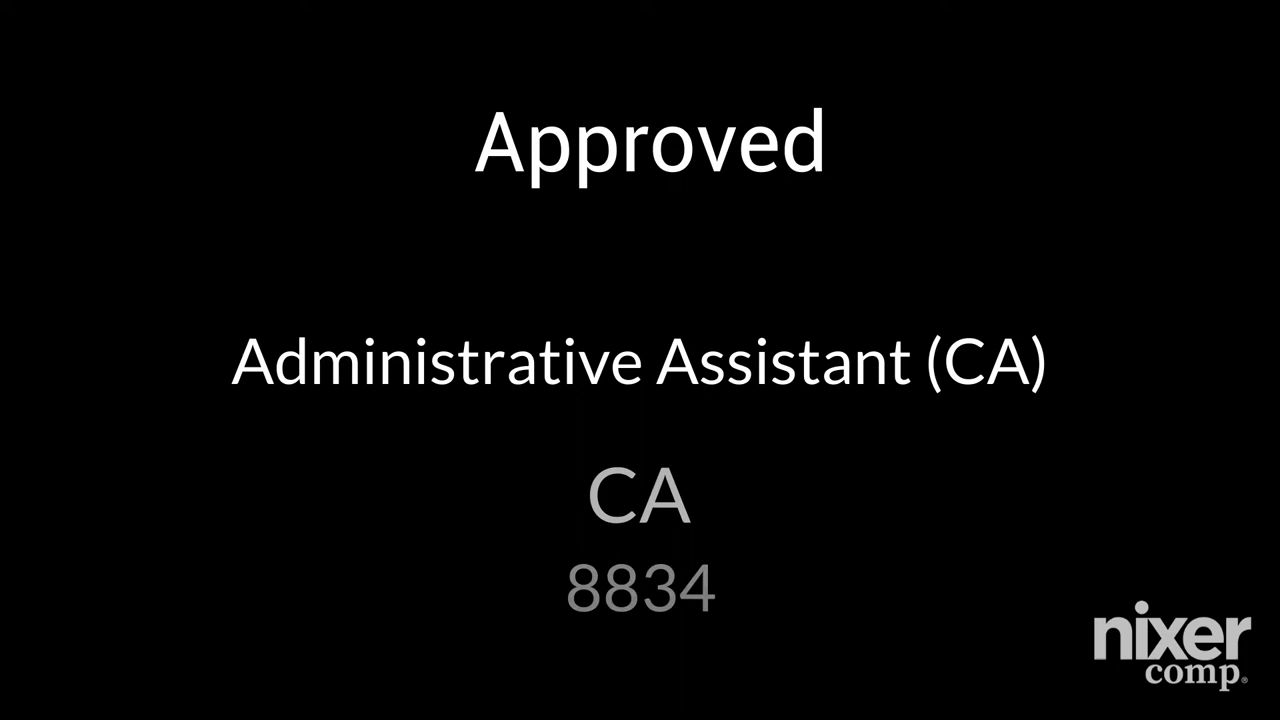 Approved
Administrative Assistant (CA)
CA
8834
nixer
comp®